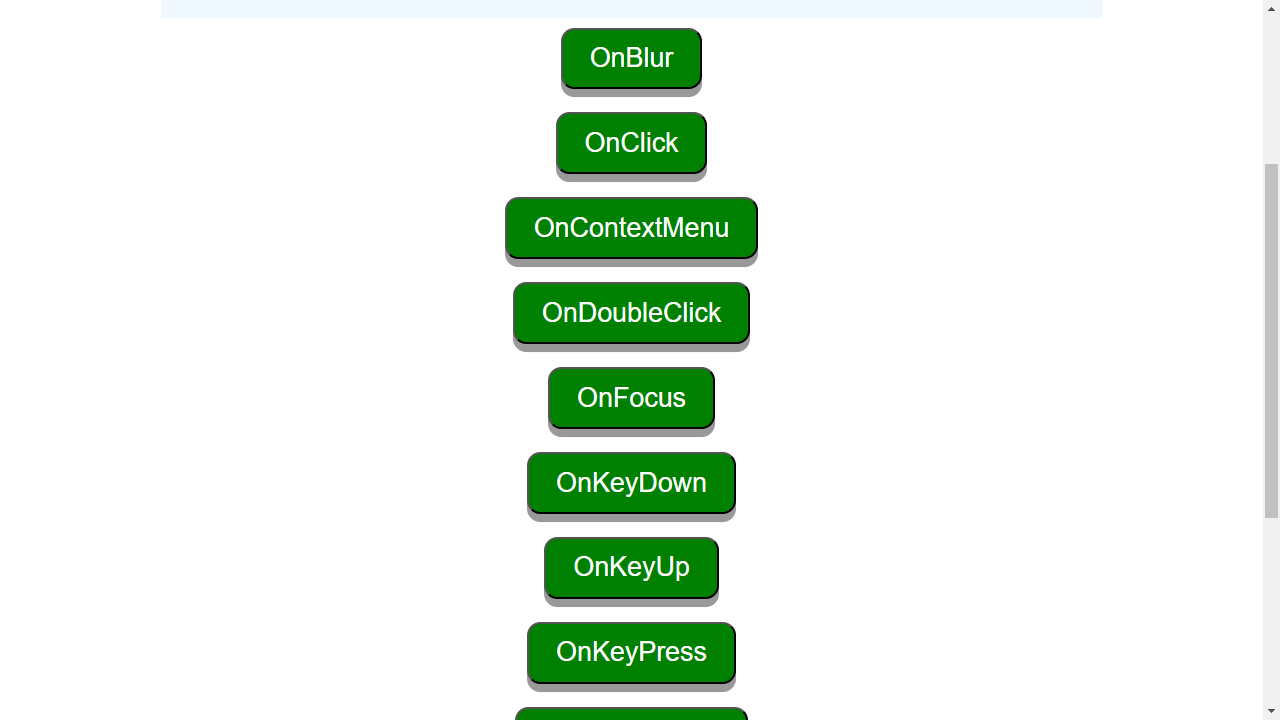 OnBlur
OnClick
OnContextMenu
OnDoubleClick
OnFocus
OnKeyDown
OnKeyUp
OnKeyPress